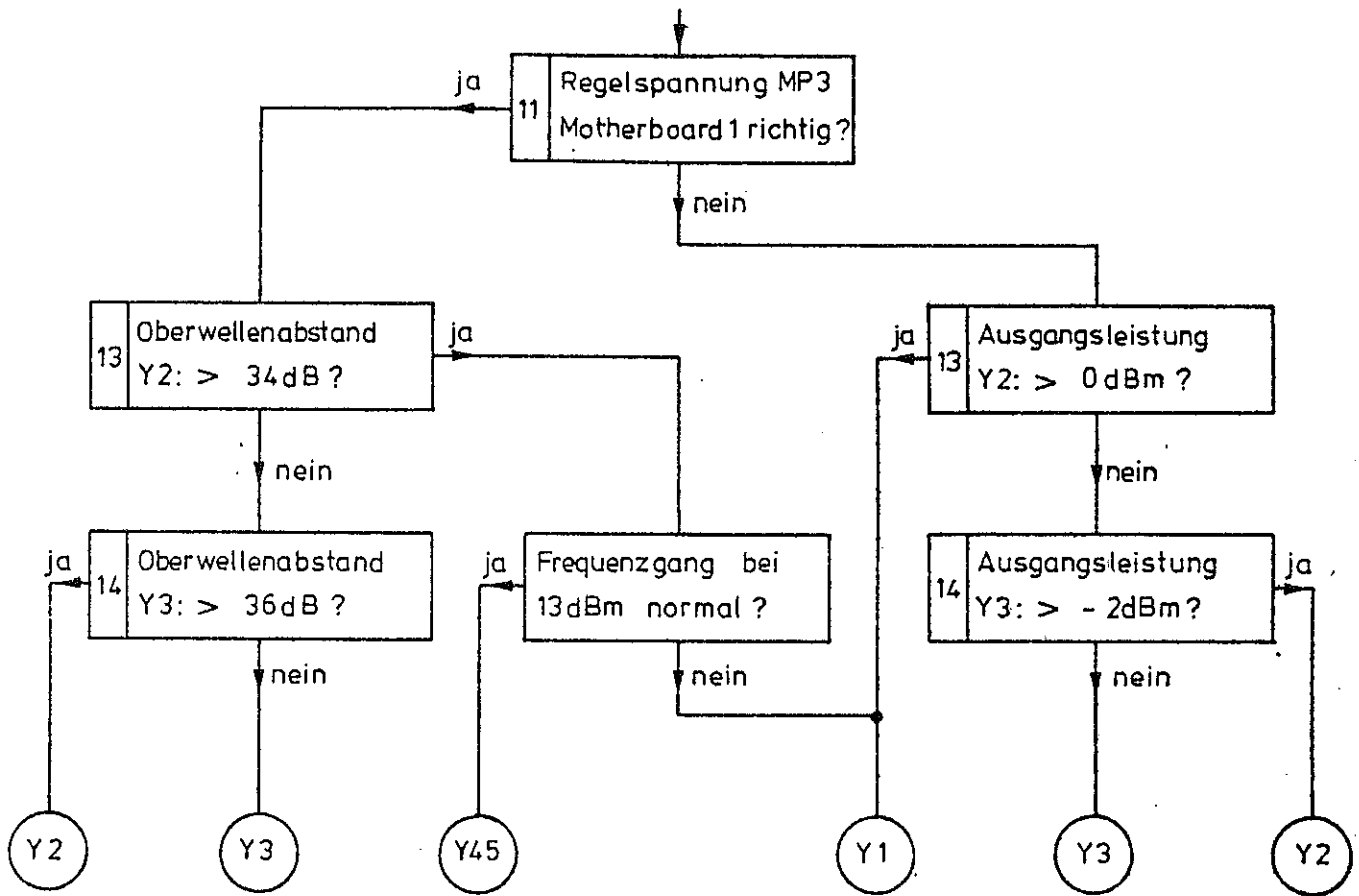 ja
11
Regelspannung MP3
Motherboard 1 richtig?
nein
13
Oberwellenabstand
Y2: > 34dB?
ja
nein
ja
13
Ausgangsleistung
Y2: > 0dBm?
nein
ja
14
Oberwellenabstand
Y3: > 36dB?
nein
ja
Frequenzgang bei
13dBm normal?
nein
14
Ausgangsleistung
Y3: > - 2dBm?
ja
nein
Y2
Y3
Y45
Y1
Y3
Y2